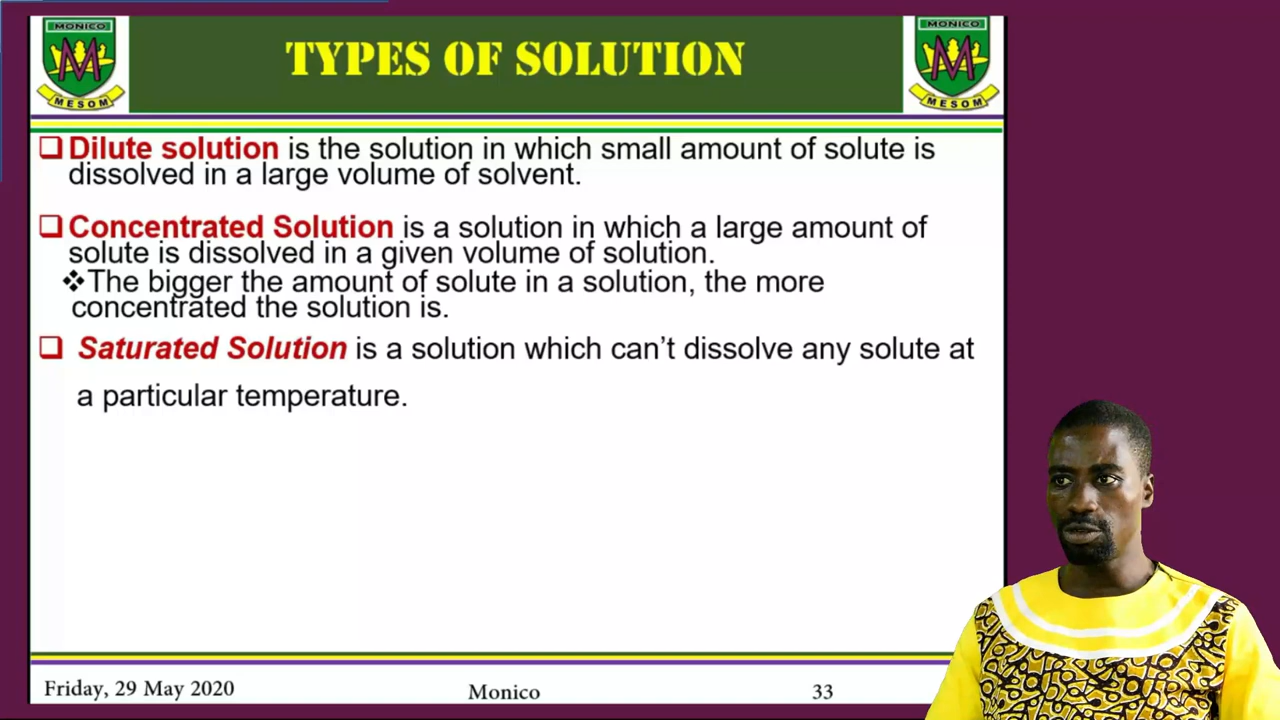 MONICO
MESOM
TYPES OF SOLUTION
MONICO
MESOM
Dilute solution is the solution in which small amount of solute is
dissolved in a large volume of solvent.
Concentrated Solution is a solution in which a large amount of
solute is dissolved in a given volume of solution.
The bigger the amount of solute in a solution, the more
concentrated the solution is.
Saturated Solution is a solution which can’t dissolve any solute at
a particular temperature.
Friday, 29 May 2020 Monico 33